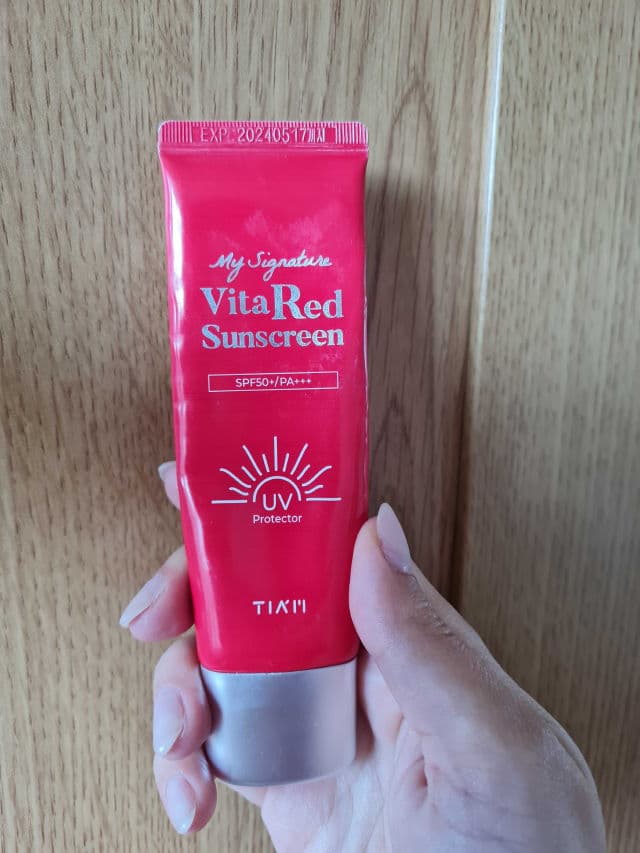 EXP. 20240517까지
My Signature
VitaRed
Sunscreen
SPF50+/PA+++
UV
Protector
TIA'M